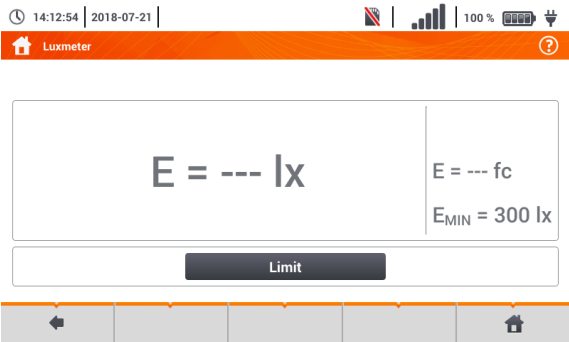 14:12:54 2018-07-21 100 %
Luxmeter ?
E = --- lx
E = --- fc
EMIN = 300 lx
Limit